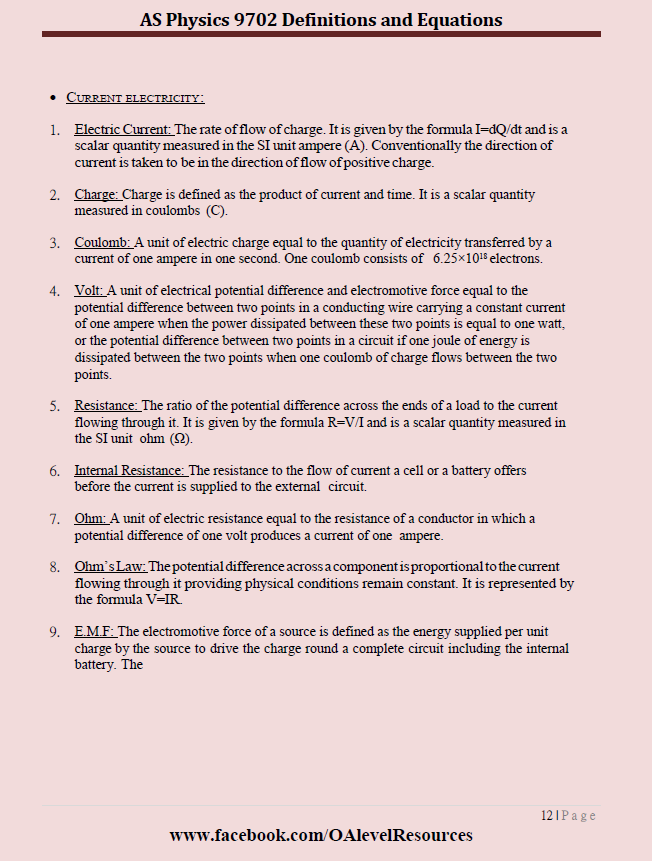 AS Physics 9702 Definitions and Equations
• CURRENT ELECTRICITY:
1. Electric Current: The rate of flow of charge. It is given by the formula I=dQ/dt and is a
scalar quantity measured in the SI unit ampere (A). Conventionally the direction of
current is taken to be in the direction of flow of positive charge.
2. Charge: Charge is defined as the product of current and time. It is a scalar quantity
measured in coulombs (C).
3. Coulomb: A unit of electric charge equal to the quantity of electricity transferred by a
current of one ampere in one second. One coulomb consists of 6.25×10¹⁸ electrons.
4. Volt: A unit of electrical potential difference and electromotive force equal to the
potential difference between two points in a conducting wire carrying a constant current
of one ampere when the power dissipated between these two points is equal to one watt,
or the potential difference between two points in a circuit if one joule of energy is
dissipated between the two points when one coulomb of charge flows between the two
points.
5. Resistance: The ratio of the potential difference across the ends of a load to the current
flowing through it. It is given by the formula R=V/I and is a scalar quantity measured in
the SI unit ohm (Ω).
6. Internal Resistance: The resistance to the flow of current a cell or a battery offers
before the current is supplied to the external circuit.
7. Ohm: A unit of electric resistance equal to the resistance of a conductor in which a
potential difference of one volt produces a current of one ampere.
8. Ohm's Law: The potential difference across a component is proportional to the current
flowing through it providing physical conditions remain constant. It is represented by
the formula V=IR.
9. E.M.F: The electromotive force of a source is defined as the energy supplied per unit
charge by the source to drive the charge round a complete circuit including the internal
battery. The
12 | P a g e
www.facebook.com/OAlevelResources